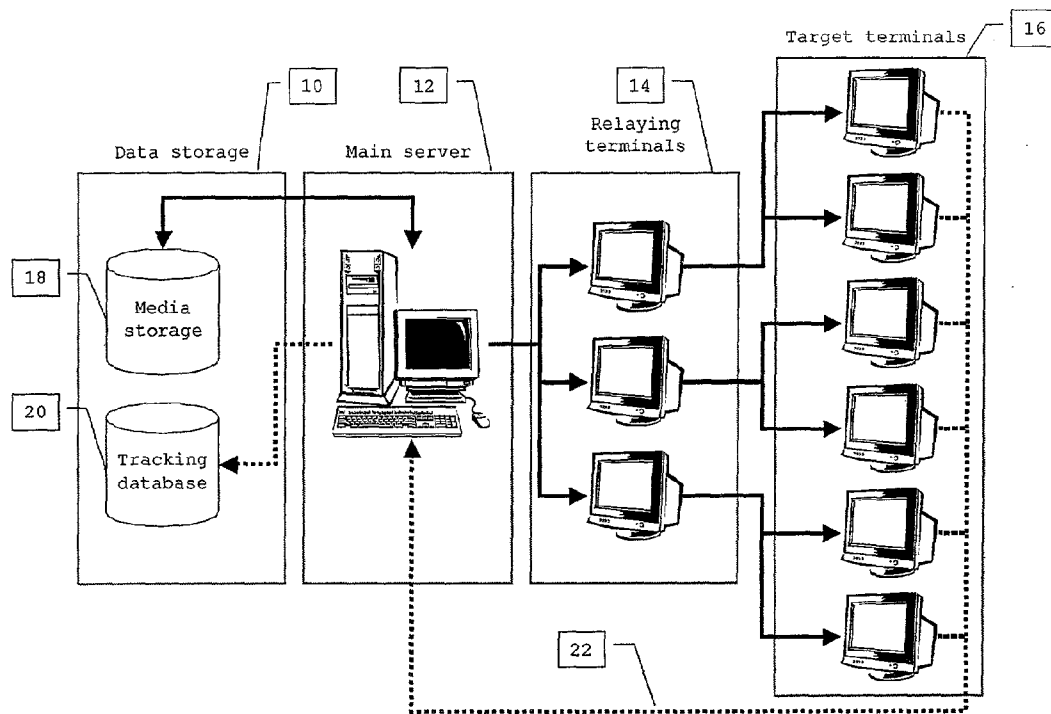 16
Target terminals
10
12
14
Relaying
terminals
Data storage
Main server
18
Media
storage
20
Tracking
database
22